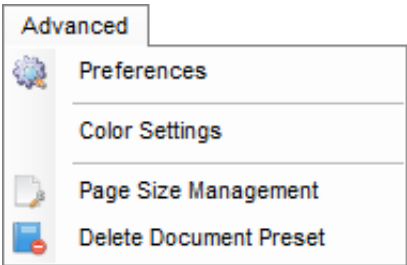 Advanced
Preferences
Color Settings
Page Size Management
Delete Document Preset